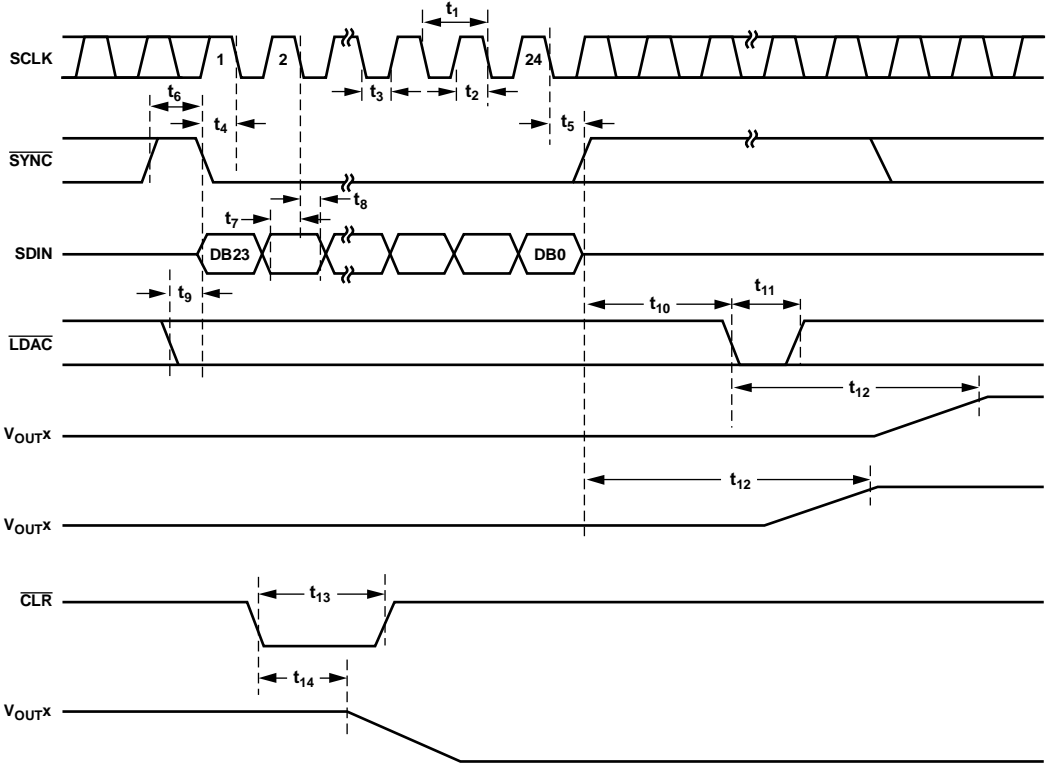 t1
SCLK 1 2 24
t3 t2
t6
t4 t5
SYNC
t8
t7
SDIN DB23 DB0
t9 t10 t11
LDAC
t12
VOUTx
t12
VOUTx
CLR t13
t14
VOUTx